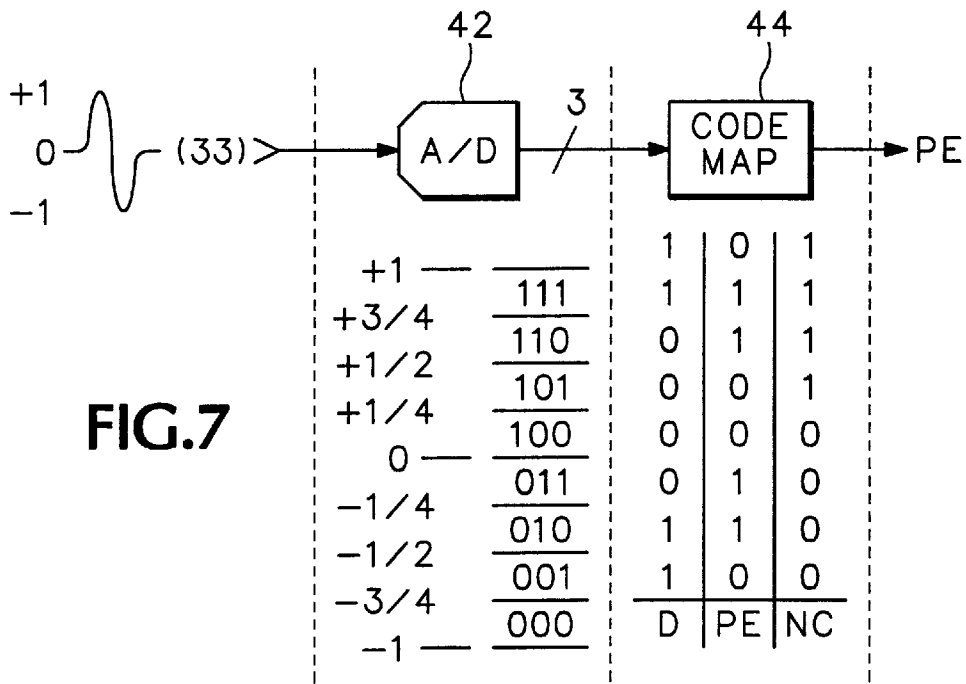 42
44
+1
0
-1
(33)
A/D
3
CODE
MAP
PE
+1
+3/4
+1/2
+1/4
0
-1/4
-1/2
-3/4
-1
111
110
101
100
011
010
001
000
1 0 1
1 1 1
0 1 1
0 0 1
0 0 0
0 1 0
1 1 0
1 0 0
D PE NC
FIG.7